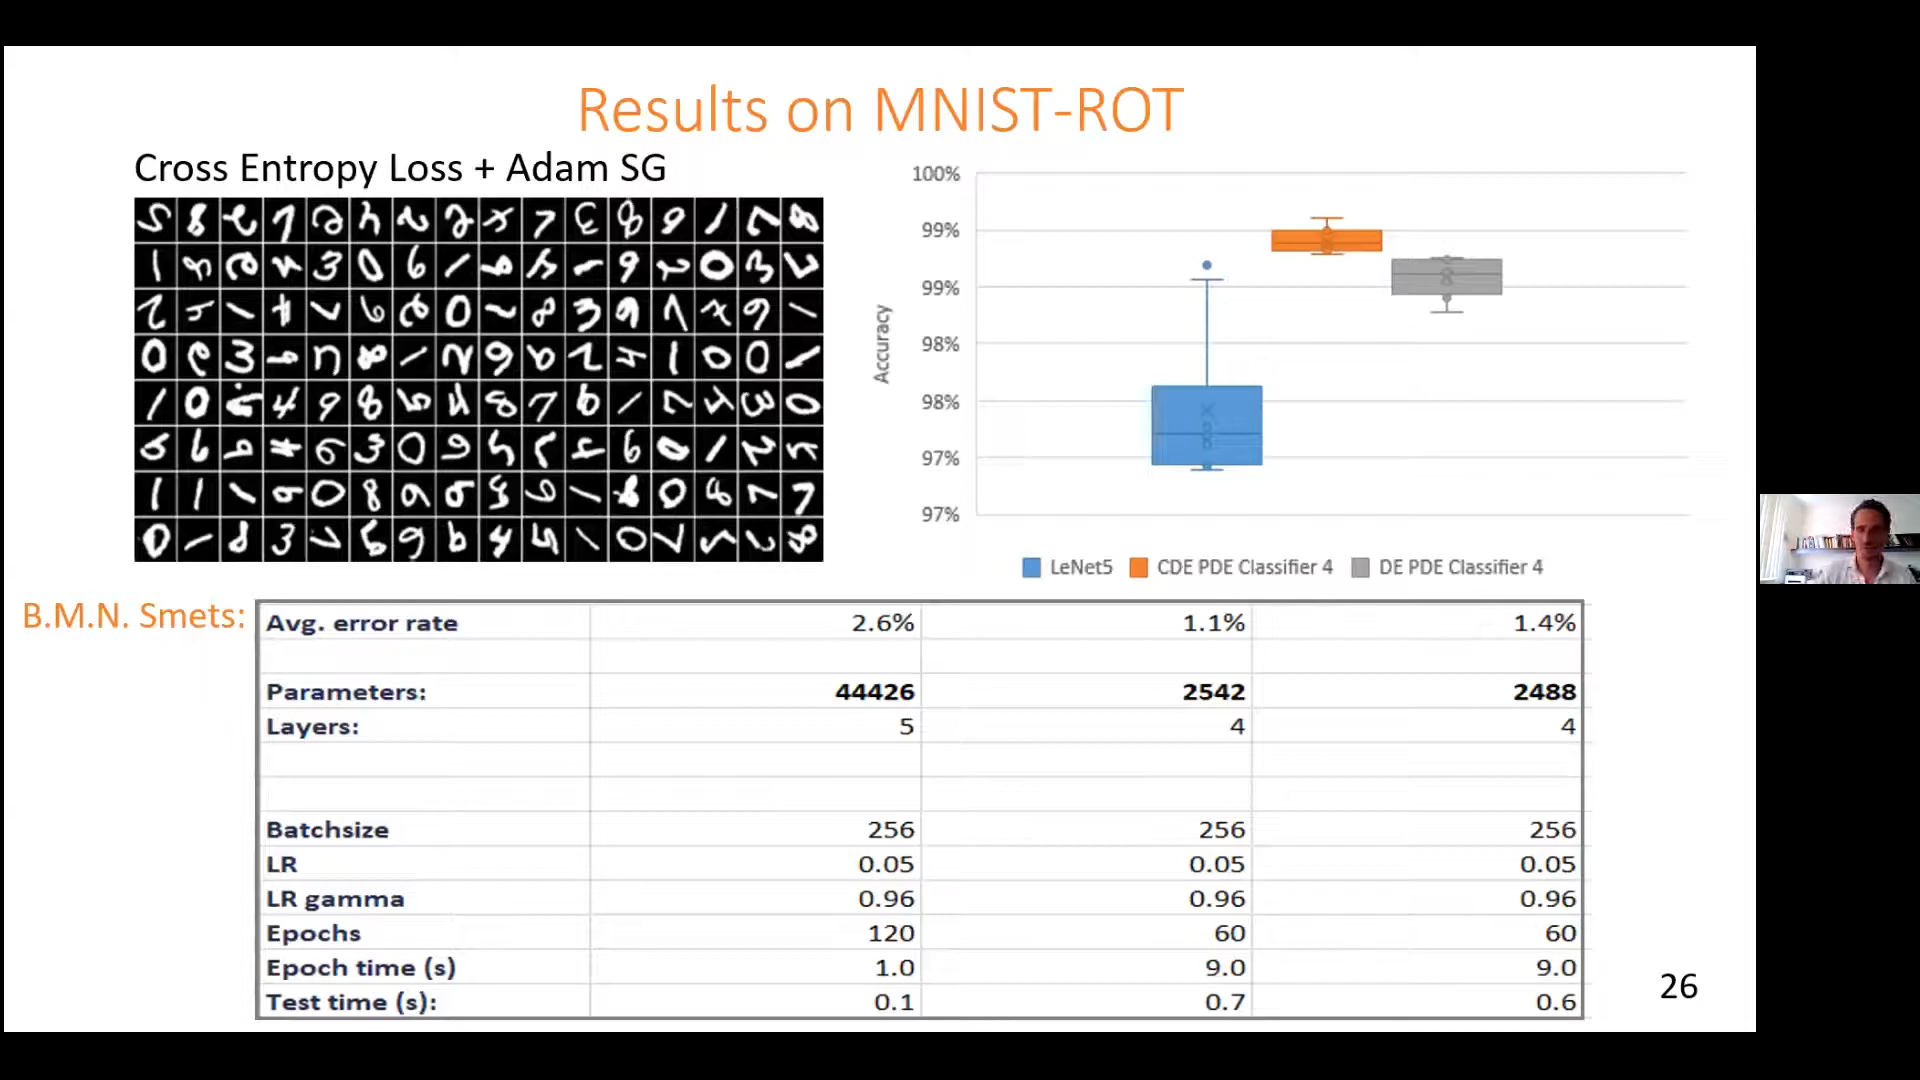 Results on MNIST-ROT
Cross Entropy Loss + Adam SG
100%
99%
99%
98%
98%
97%
97%
Accuracy
LeNet5 CDE PDE Classifier 4 DE PDE Classifier 4
B.M.N. Smets:
Avg. error rate 2.6% 1.1% 1.4%
Parameters: 44426 2542 2488
Layers: 5 4 4
Batchsize 256 256 256
LR 0.05 0.05 0.05
LR gamma 0.96 0.96 0.96
Epochs 120 60 60
Epoch time (s) 1.0 9.0 9.0
Test time (s): 0.1 0.7 0.6
26